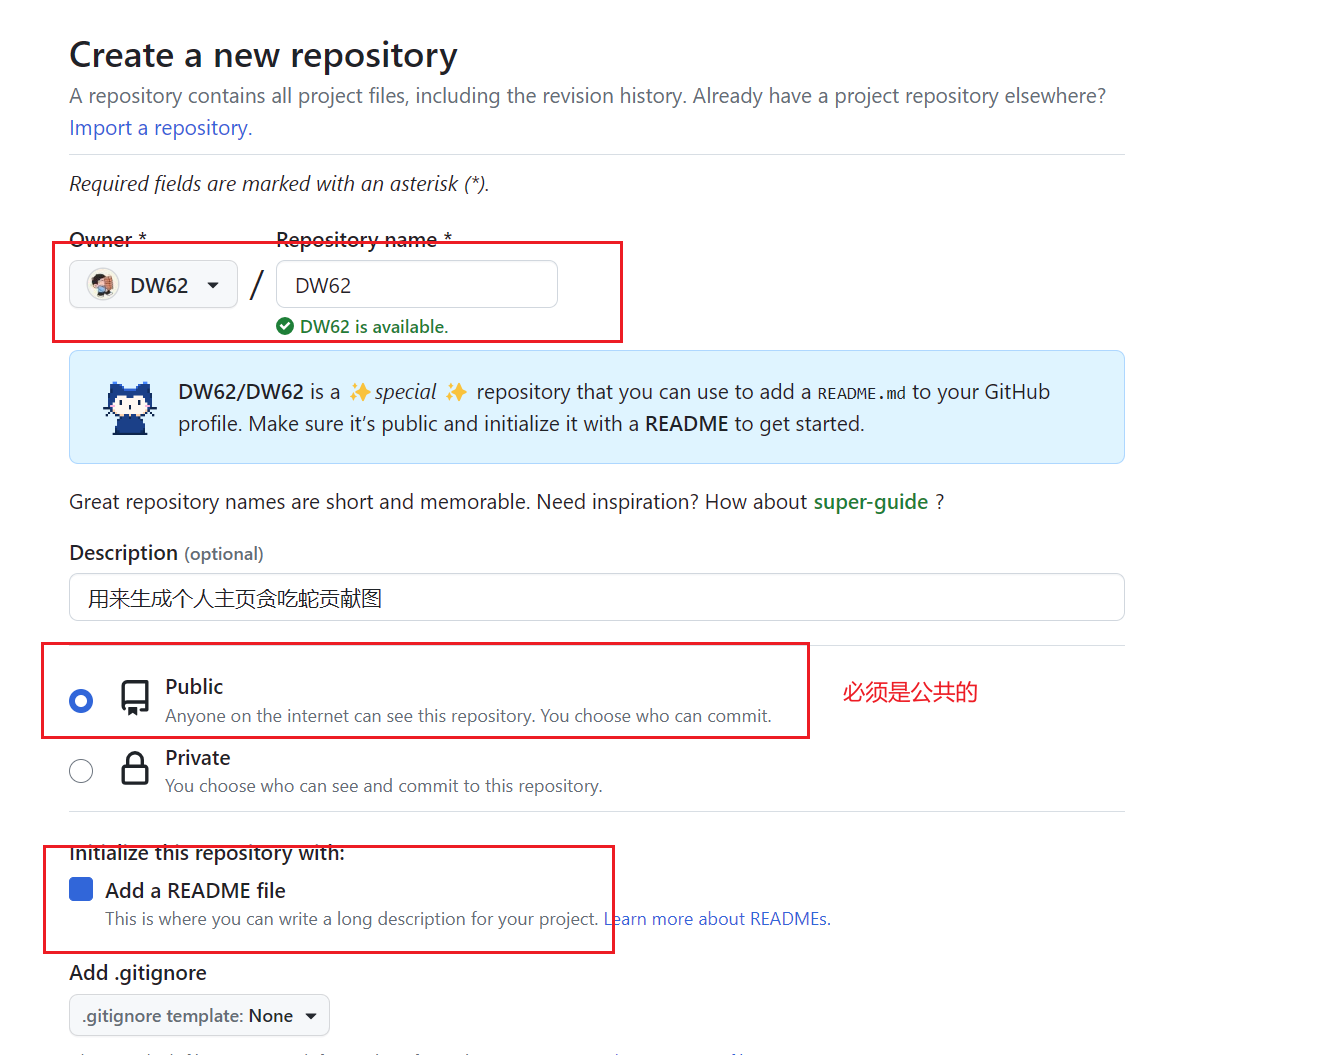 Create a new repository
A repository contains all project files, including the revision history. Already have a project repository elsewhere?
Import a repository.
Required fields are marked with an asterisk (*).
Owner * Repository name *
DW62 / DW62
DW62 is available.
DW62/DW62 is a ✨special ✨ repository that you can use to add a README.md to your GitHub
profile. Make sure it’s public and initialize it with a README to get started.
Great repository names are short and memorable. Need inspiration? How about super-guide ?
Description (optional)
用来生成个人主页贪吃蛇贡献图
Public
Anyone on the internet can see this repository. You choose who can commit.
必须是公共的
Private
You choose who can see and commit to this repository.
Initialize this repository with:
Add a README file
This is where you can write a long description for your project. Learn more about READMEs.
Add .gitignore
.gitignore template: None